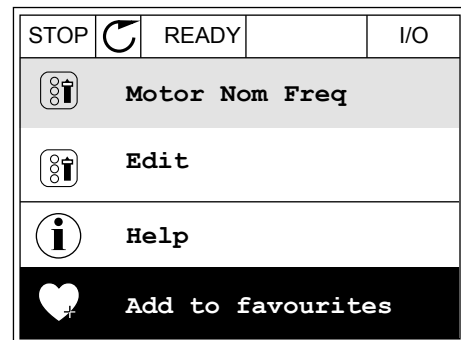 STOP READY I/O
Motor Nom Freq
Edit
Help
Add to favourites